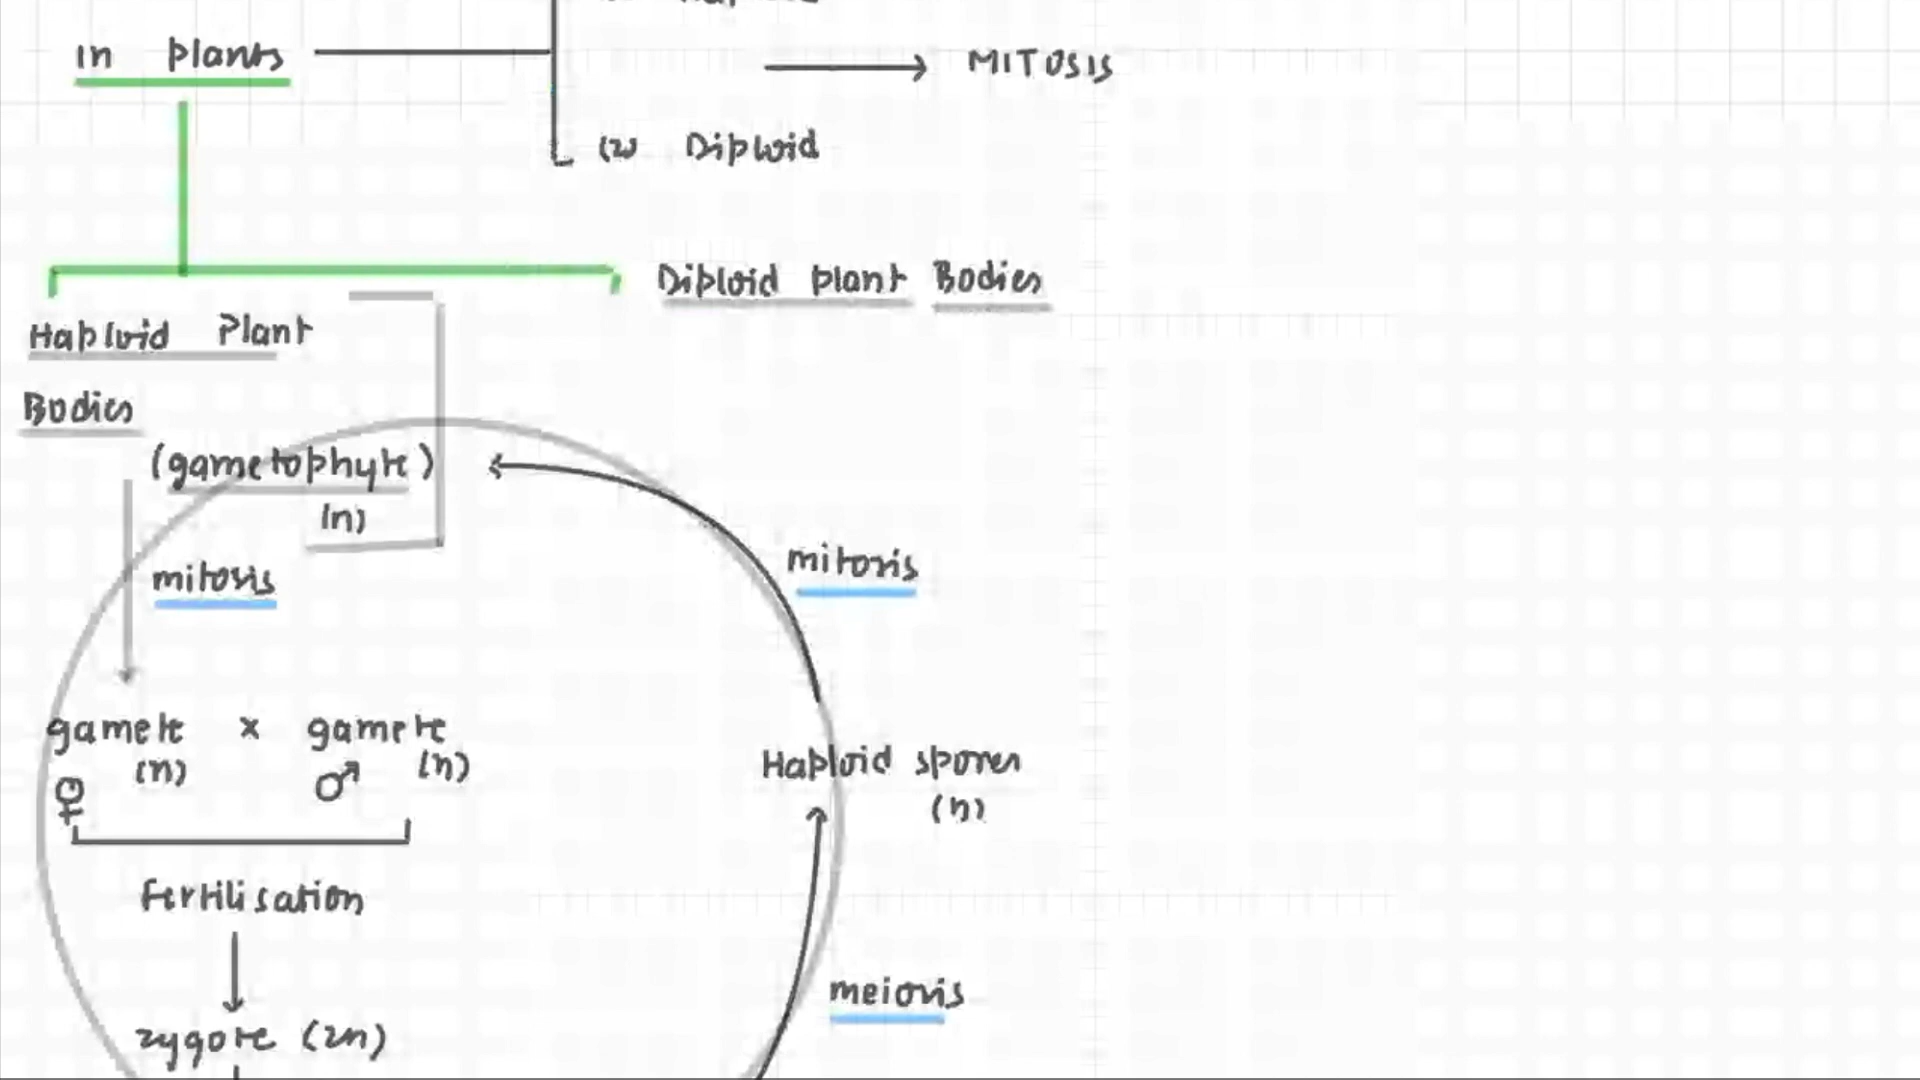 In plants
MITOSIS
Diploid
Diploid plant Bodies
Haploid Plant
Bodies
(gametophyte)
(n)
mitosis
mitosis
gamete x gamete
(n) (n)
♀ ♂
Haploid spores
(n)
Fertilisation
meiosis
zygote (2n)